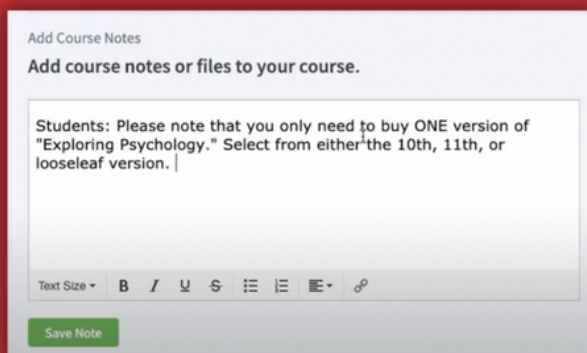 Add Course Notes
Add course notes or files to your course.
Students: Please note that you only need to buy ONE version of
"Exploring Psychology." Select from either the 10th, 11th, or
looseleaf version.
Text Size B I U S
Save Note